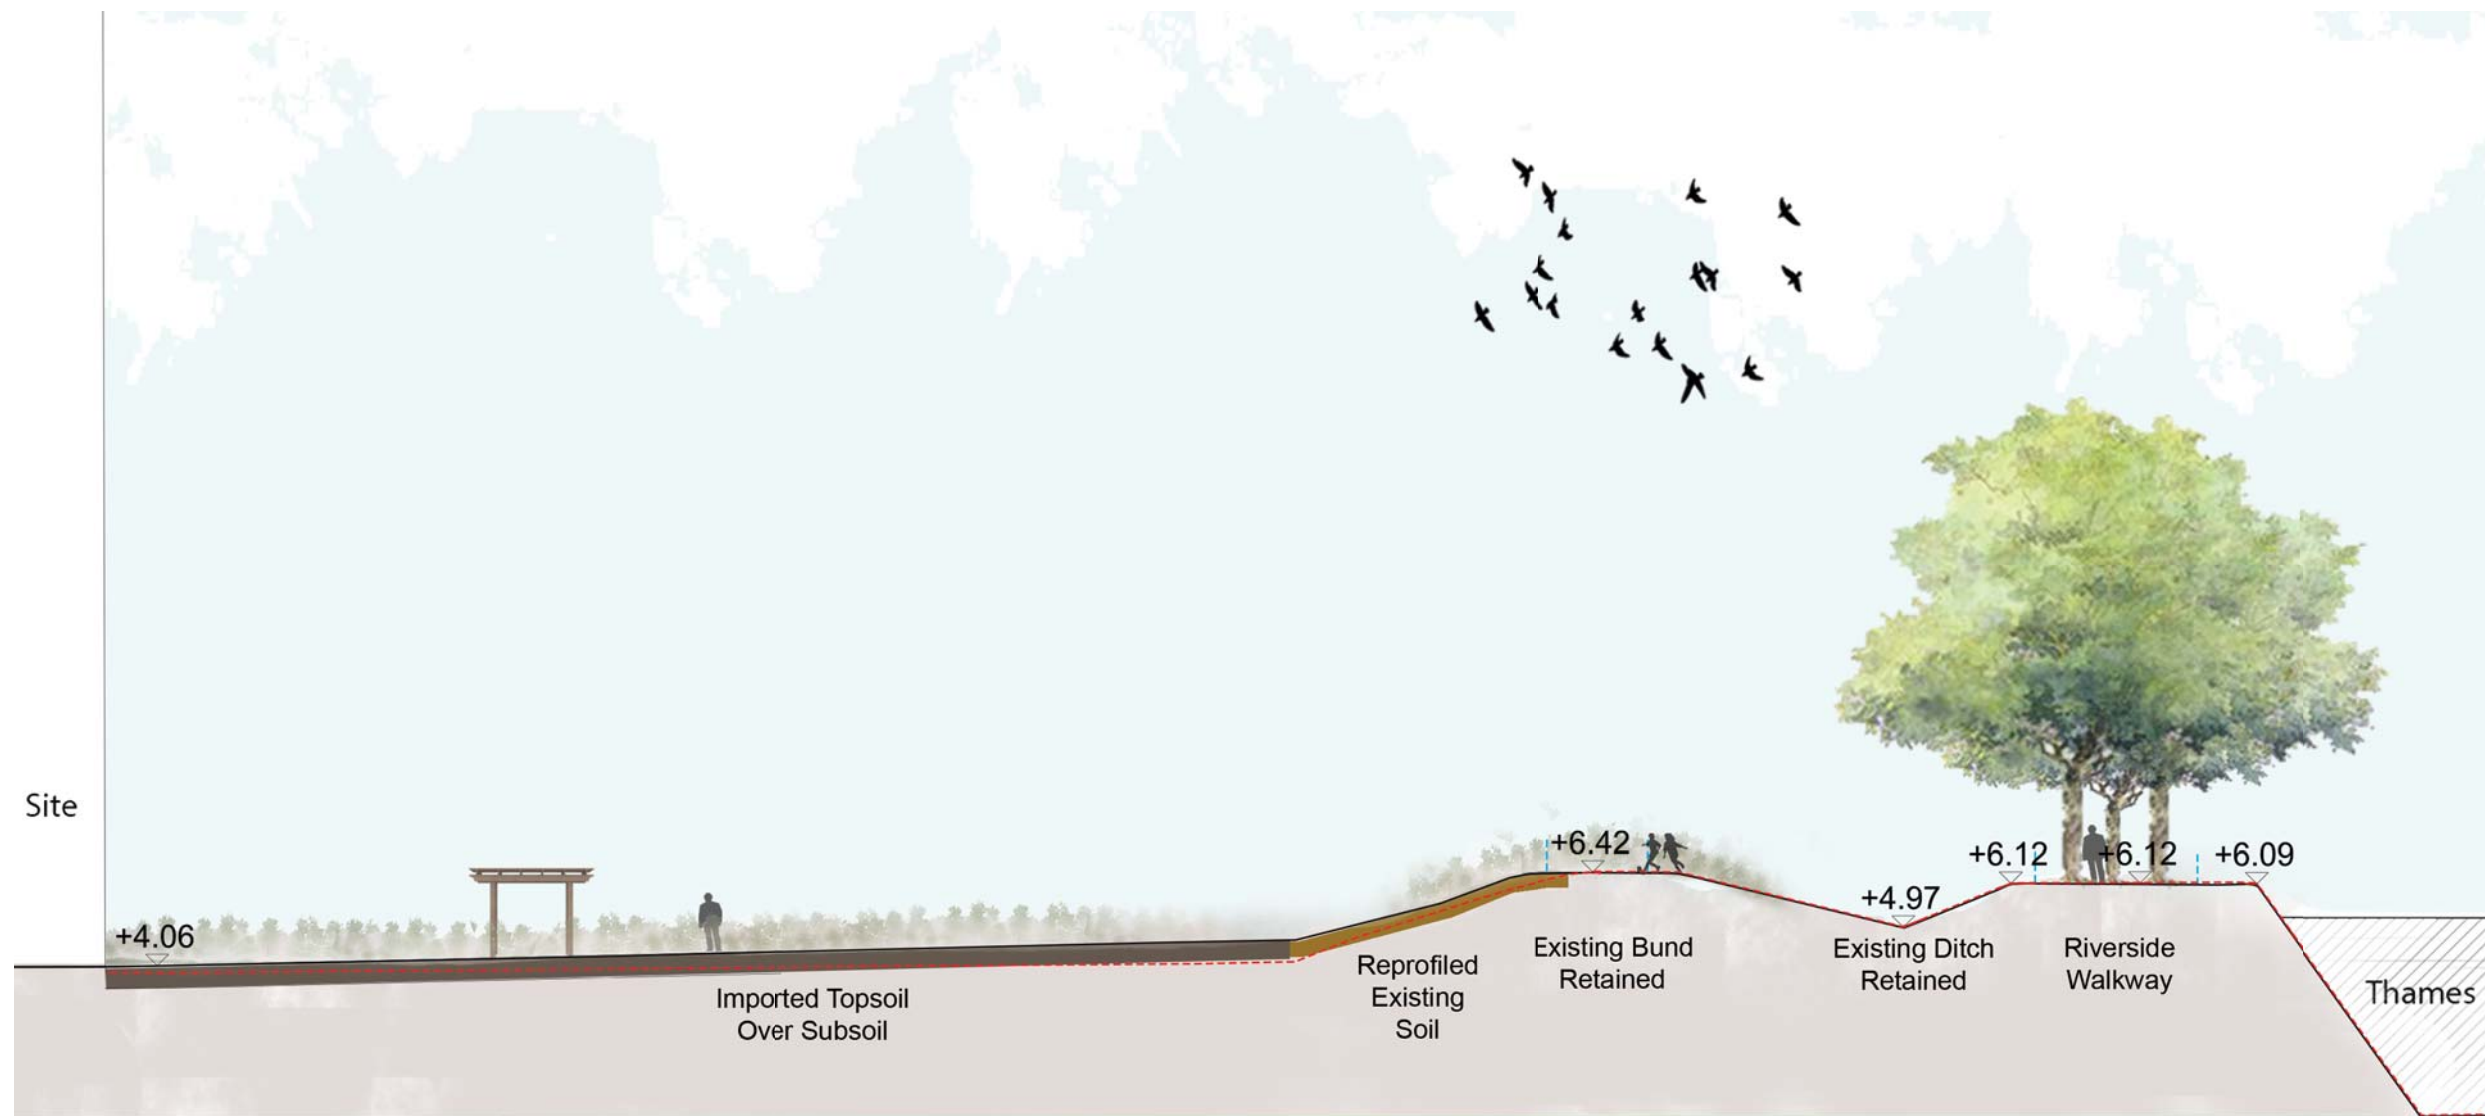 Site
+4.06
Imported Topsoil
Over Subsoil
Reprofiled
Existing
Soil
+6.42
Existing Bund
Retained
+4.97
Existing Ditch
Retained
+6.12
+6.12
+6.09
Riverside
Walkway
Thames